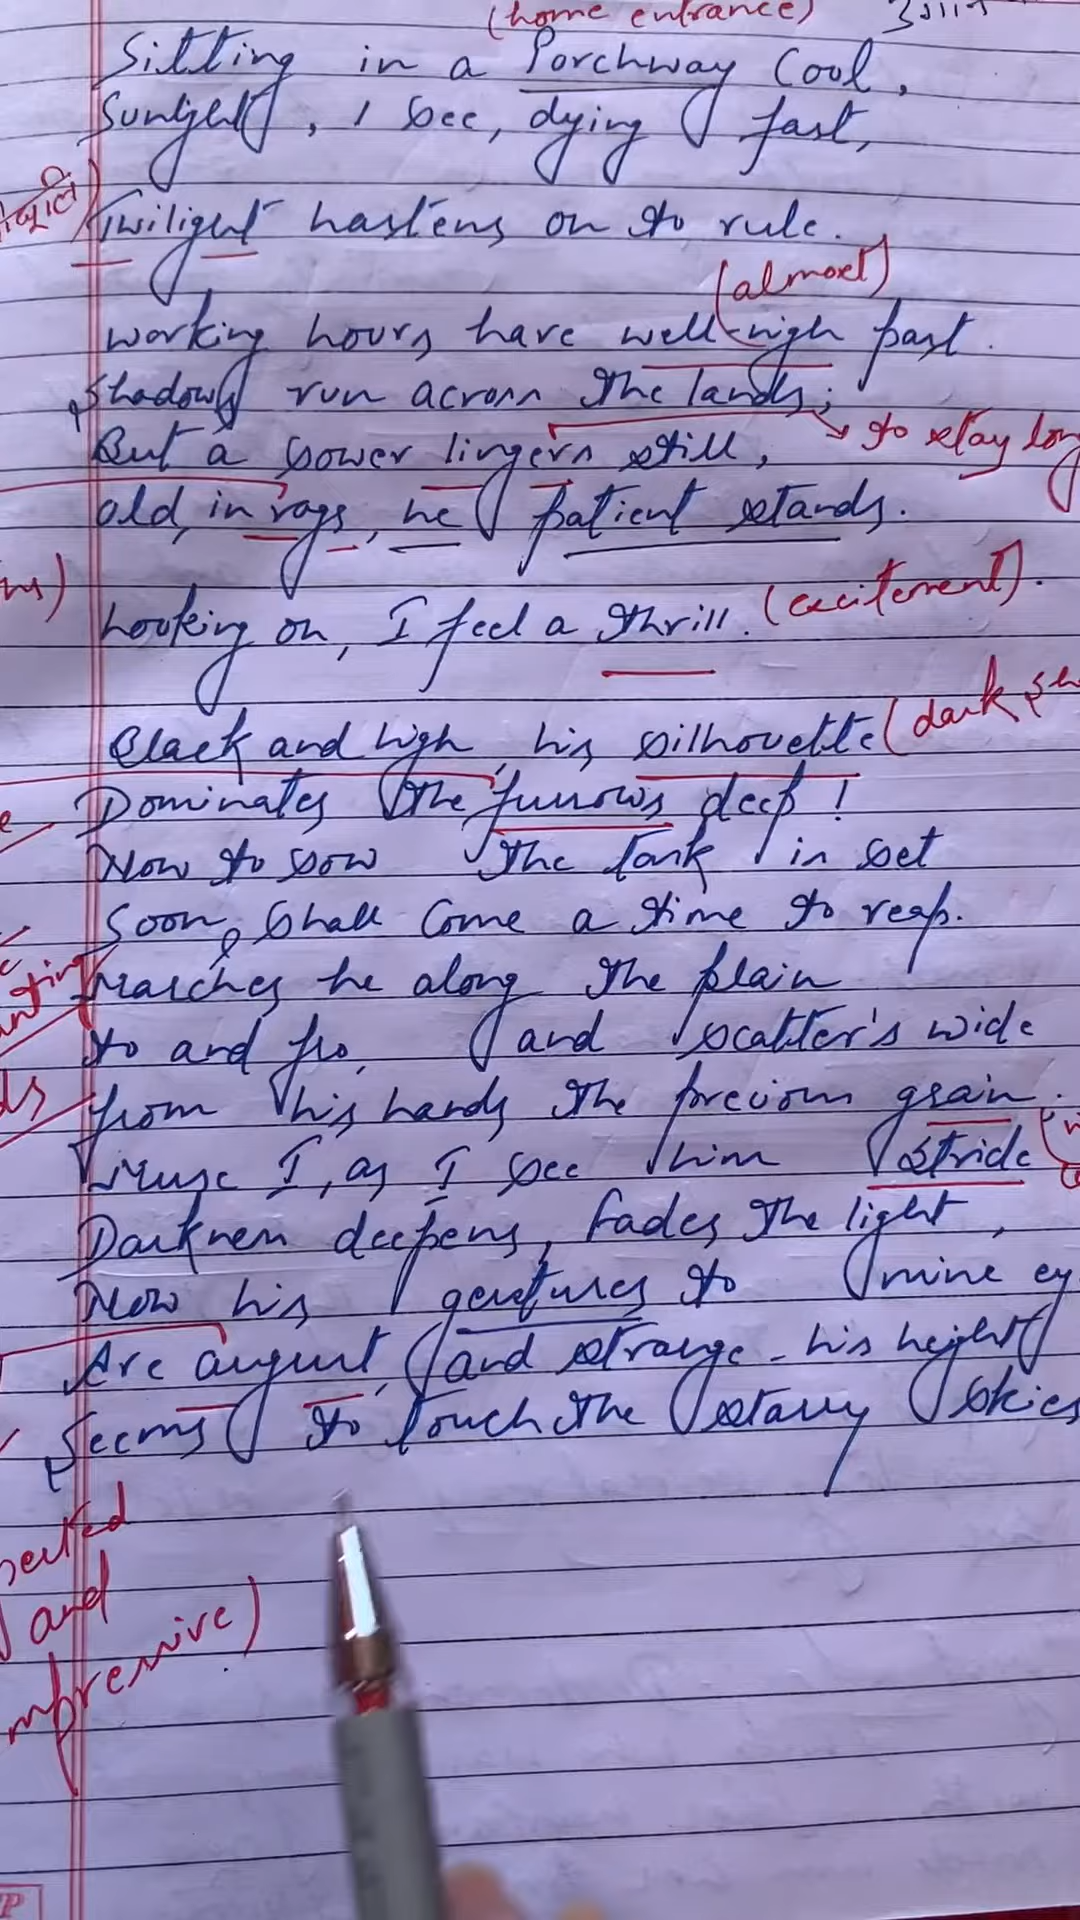 (home entrance)
Sitting in a Porchway Cool,
Sunlight, I see, dying fast,
Twilight hastens on to rule.
(almost)
working hours have well-nigh past.
Shadows run across the lands;
But a sower lingers still, → to stay long
old, in rags, he patient stands.
Looking on, I feel a thrill. (excitement).
Black and high, his silhouette (dark
Dominates the furrows deep!
Now to sow the task is set
Soon, Shall Come a time to reap.
Marches he along the plain
to and fro, and scatter's wide
from his hands the precious grain.
Muse I, as I see him stride
Darkness deepens, fades the light,
Now his gestures to mine ey
Are august, and strange - his height
Seems to touch the starry skies
and
mpressive)